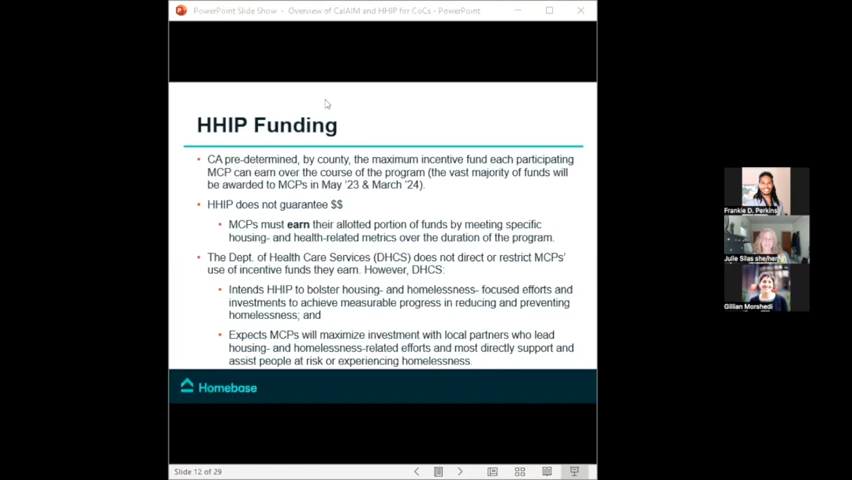 PowerPoint Slide Show - Overview of CalAIM and HHIP for CoCs - PowerPoint
HHIP Funding
• CA pre-determined, by county, the maximum incentive fund each participating
MCP can earn over the course of the program (the vast majority of funds will
be awarded to MCPs in May '23 & March '24).
• HHIP does not guarantee $$
• MCPs must earn their allotted portion of funds by meeting specific
housing- and health-related metrics over the duration of the program.
• The Dept. of Health Care Services (DHCS) does not direct or restrict MCPs'
use of incentive funds they earn. However, DHCS:
• Intends HHIP to bolster housing- and homelessness- focused efforts and
investments to achieve measurable progress in reducing and preventing
homelessness; and
• Expects MCPs will maximize investment with local partners who lead
housing- and homelessness-related efforts and most directly support and
assist people at risk or experiencing homelessness.
Homebase
Slide 12 of 29
Frankie D. Perkins
Julie Silas she/her
Gillian Morshedi